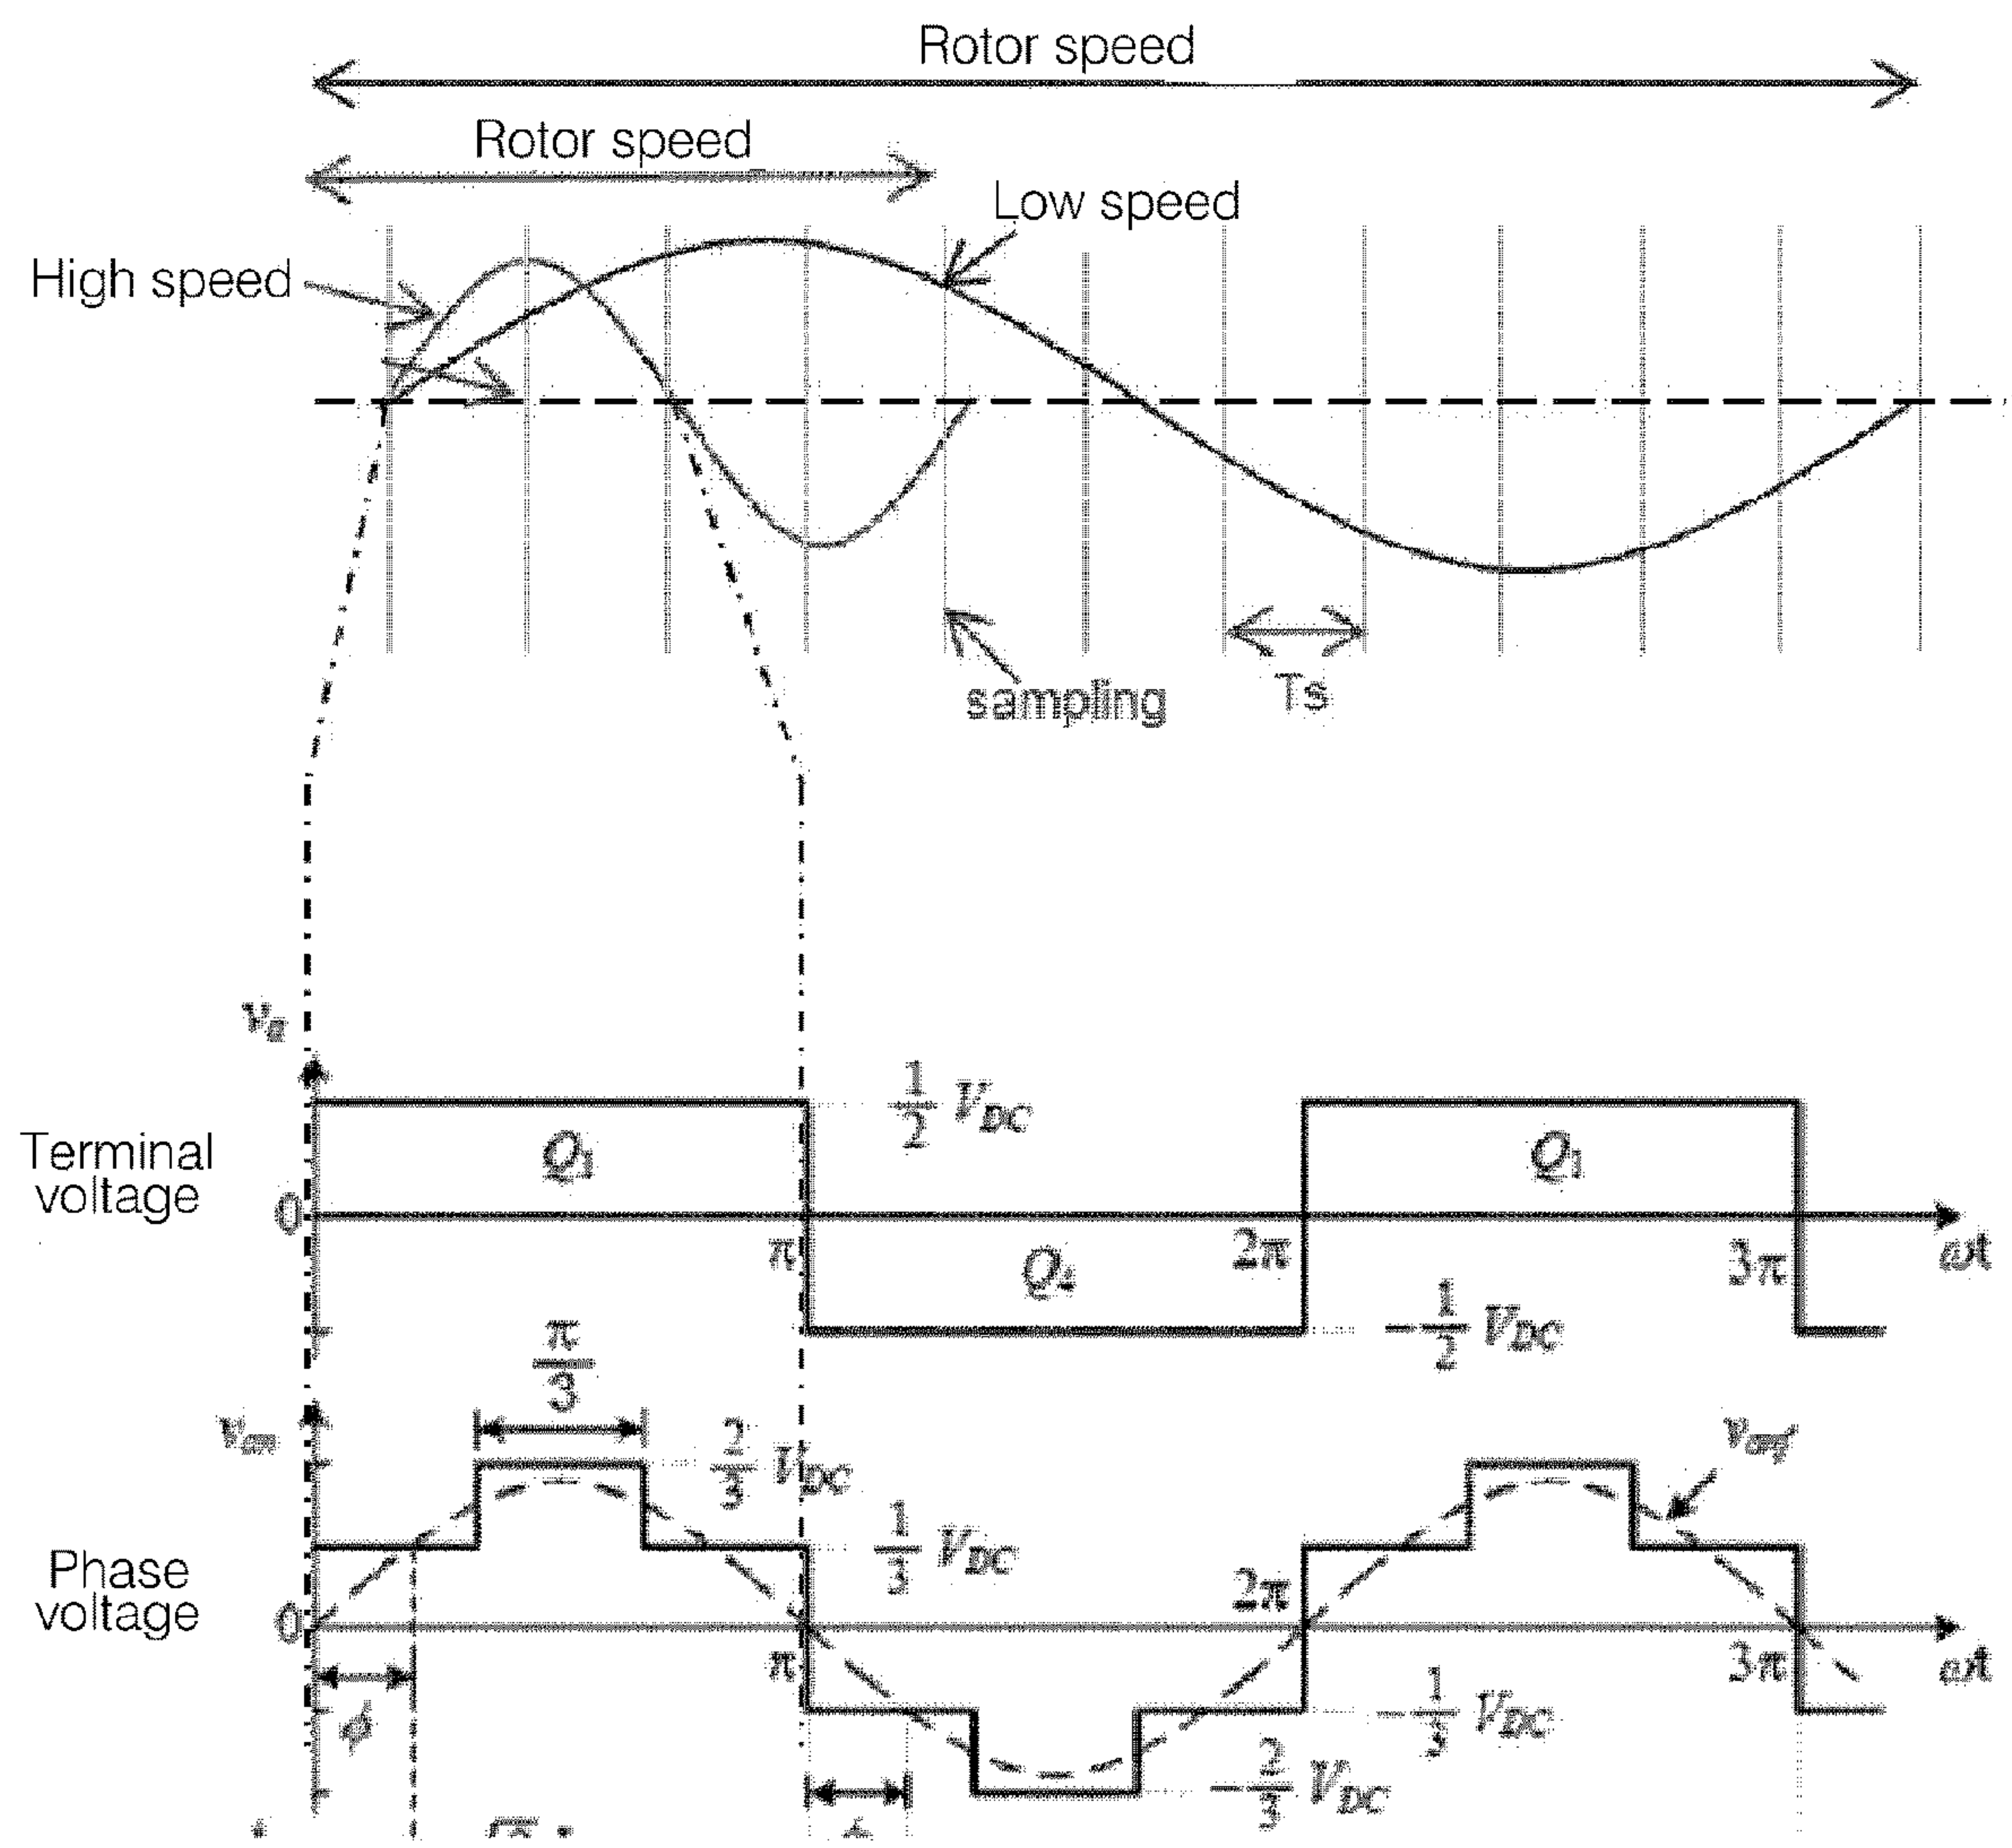 Rotor speed
Rotor speed
Low speed
High speed
sampling
Ts
vₐ
1/2 V_DC
Terminal
voltage
Q₁
Q₁
0
π
2π
3π
ωt
Q₄
-1/2 V_DC
π/3
v_an
2/3 V_DC
1/3 V_DC
Phase
voltage
0
π
2π
3π
ωt
ϕ
-1/3 V_DC
-2/3 V_DC